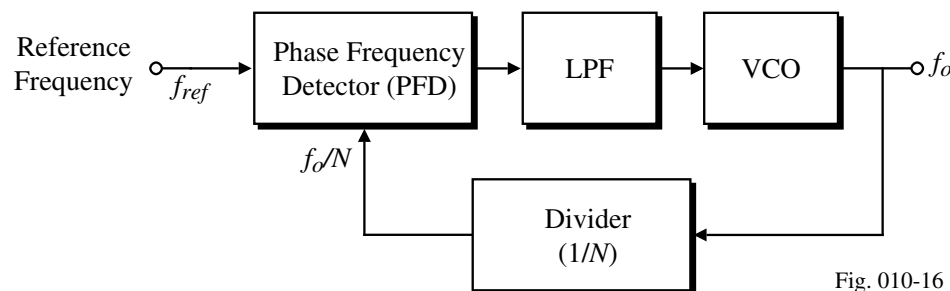 Reference
Frequency
f_ref
Phase Frequency
Detector (PFD)
LPF
VCO
f_o
f_o/N
Divider
(1/N)
Fig. 010-16